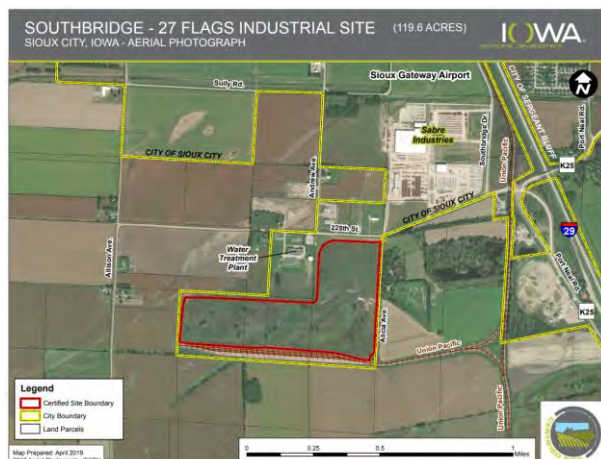 SOUTHBRIDGE - 27 FLAGS INDUSTRIAL SITE (119.6 ACRES)
SIOUX CITY, IOWA - AERIAL PHOTOGRAPH
IOWA
economic development
Sully Rd.
Sioux Gateway Airport
CITY OF SERGEANT BLUFF
N
Port Neal Rd.
Sabre
Industries
Southbridge Dr
Union Pacific
K25
CITY OF SIOUX CITY
Andrew Ave.
CITY OF SIOUX CITY
225th St.
29
Allison Ave.
Water
Treatment
Plant
Port Neal Rd.
Alicia Ave.
K25
Union Pacific
Union Pacific
Legend
Certified Site Boundary
City Boundary
Land Parcels
Map Prepared: April 2019
0 0.25 0.5 1
Miles